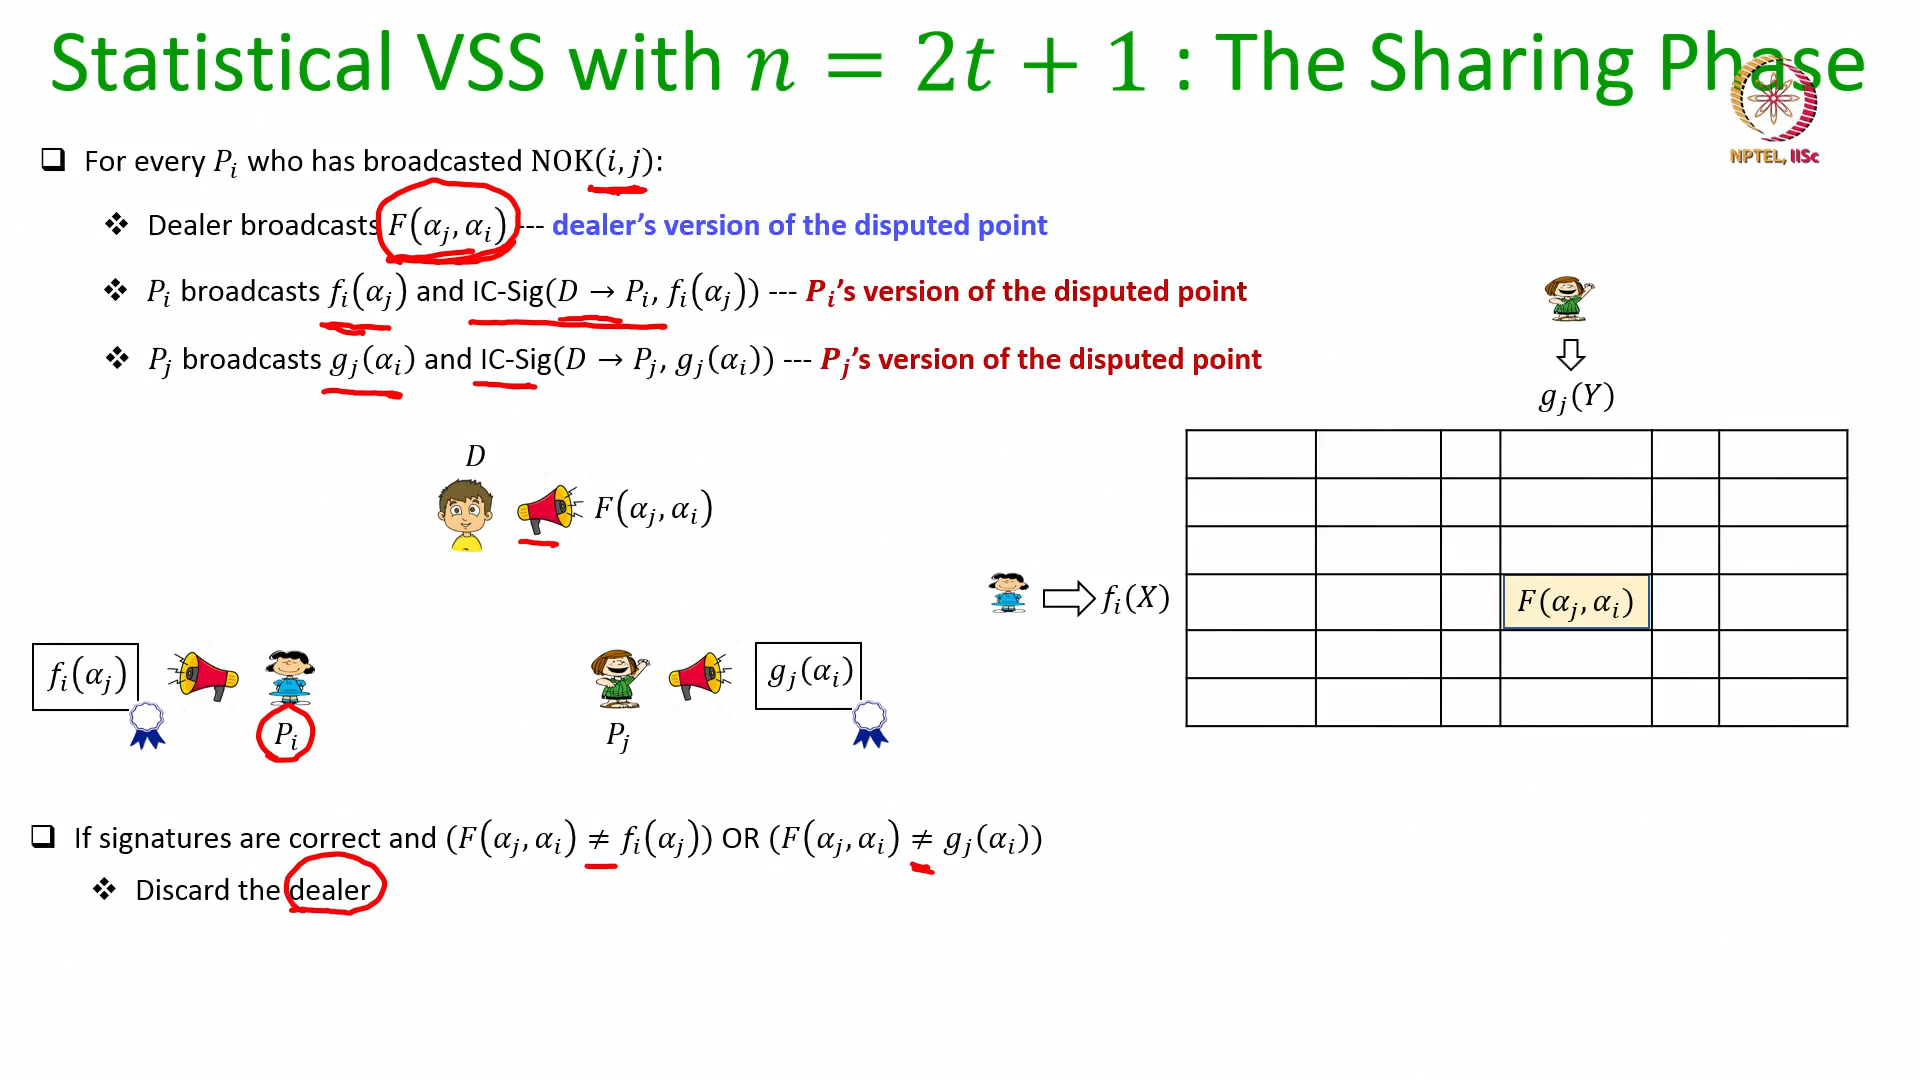 Statistical VSS with n = 2t + 1 : The Sharing Phase
NPTEL, IISc
❑ For every P_i who has broadcasted NOK(i, j):
❖ Dealer broadcasts F(α_j, α_i) --- dealer's version of the disputed point
❖ P_i broadcasts f_i(α_j) and IC-Sig(D → P_i, f_i(α_j)) --- P_i's version of the disputed point
❖ P_j broadcasts g_j(α_i) and IC-Sig(D → P_j, g_j(α_i)) --- P_j's version of the disputed point
g_j(Y)
D
F(α_j, α_i)
f_i(X)
F(α_j, α_i)
f_i(α_j)
g_j(α_i)
P_i
P_j
❑ If signatures are correct and (F(α_j, α_i) ≠ f_i(α_j)) OR (F(α_j, α_i) ≠ g_j(α_i))
❖ Discard the dealer